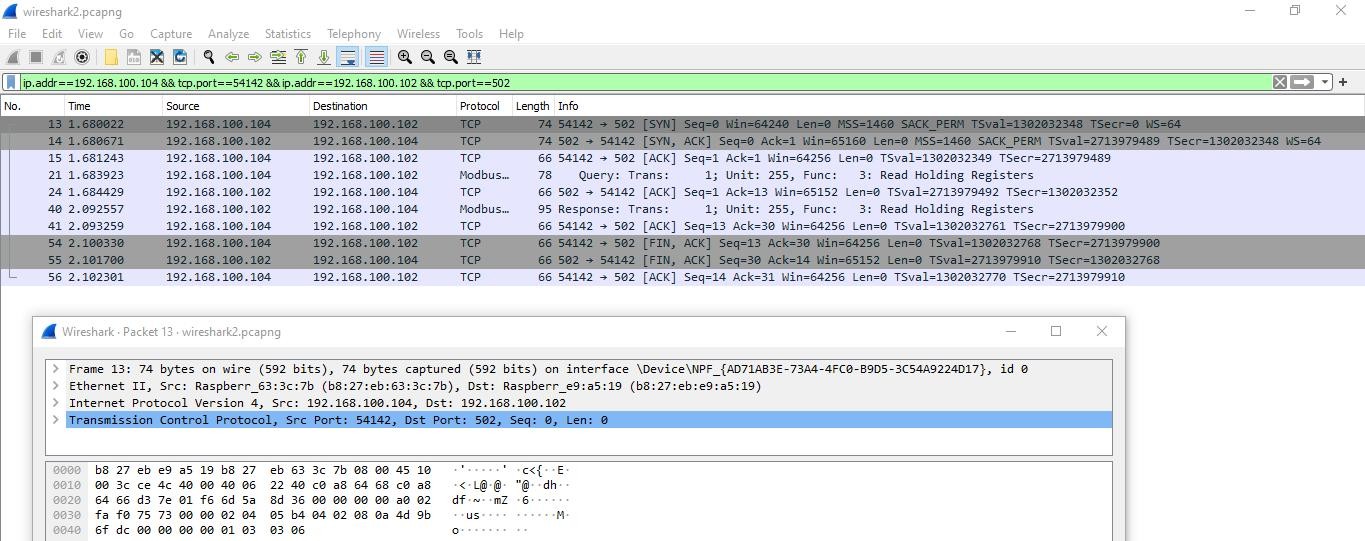 wireshark2.pcapng
File Edit View Go Capture Analyze Statistics Telephony Wireless Tools Help
ip.addr==192.168.100.104 && tcp.port==54142 &&ip.addr==192.168.100.102 && tcp.port==502
No. Time Source Destination Protocol Length Info
13 1.680022 192.168.100.104 192.168.100.102 TCP 74 54142 → 502 [SYN] Seq=0 Win=64240 Len=0 MSS=1460 SACK_PERM TSval=1302032348 TSecr=0 WS=64
14 1.680671 192.168.100.102 192.168.100.104 TCP 74 502 → 54142 [SYN, ACK] Seq=0 Ack=1 Win=65160 Len=0 MSS=1460 SACK_PERM TSval=2713979489 TSecr=1302032348 WS=64
15 1.681243 192.168.100.104 192.168.100.102 TCP 66 54142 → 502 [ACK] Seq=1 Ack=1 Win=64256 Len=0 TSval=1302032349 TSecr=2713979489
21 1.683923 192.168.100.104 192.168.100.102 Modbus… 78 Query: Trans: 1; Unit: 255, Func: 3: Read Holding Registers
24 1.684429 192.168.100.102 192.168.100.104 TCP 66 502 → 54142 [ACK] Seq=1 Ack=13 Win=65152 Len=0 TSval=2713979492 TSecr=1302032352
40 2.092557 192.168.100.102 192.168.100.104 Modbus… 95 Response: Trans: 1; Unit: 255, Func: 3: Read Holding Registers
41 2.093259 192.168.100.104 192.168.100.102 TCP 66 54142 → 502 [ACK] Seq=13 Ack=30 Win=64256 Len=0 TSval=1302032761 TSecr=2713979900
54 2.100330 192.168.100.104 192.168.100.102 TCP 66 54142 → 502 [FIN, ACK] Seq=13 Ack=30 Win=64256 Len=0 TSval=1302032768 TSecr=2713979900
55 2.101700 192.168.100.102 192.168.100.104 TCP 66 502 → 54142 [FIN, ACK] Seq=30 Ack=14 Win=65152 Len=0 TSval=2713979910 TSecr=1302032768
56 2.102301 192.168.100.104 192.168.100.102 TCP 66 54142 → 502 [ACK] Seq=14 Ack=31 Win=64256 Len=0 TSval=1302032770 TSecr=2713979910
Wireshark · Packet 13 · wireshark2.pcapng
Frame 13: 74 bytes on wire (592 bits), 74 bytes captured (592 bits) on interface \Device\NPF_{AD71AB3E-73A4-4FC0-B9D5-3C54A9224D17}, id 0
Ethernet II, Src: Raspberr_63:3c:7b (b8:27:eb:63:3c:7b), Dst: Raspberr_e9:a5:19 (b8:27:eb:e9:a5:19)
Internet Protocol Version 4, Src: 192.168.100.104, Dst: 192.168.100.102
Transmission Control Protocol, Src Port: 54142, Dst Port: 502, Seq: 0, Len: 0
0000 b8 27 eb e9 a5 19 b8 27 eb 63 3c 7b 08 00 45 10 ·'·····' ·c<{··E·
0010 00 3c ce 4c 40 00 40 06 22 40 c0 a8 64 68 c0 a8 ·<·L@·@· "@··dh··
0020 64 66 d3 7e 01 f6 6d 5a 8d 36 00 00 00 00 a0 02 df·~··mZ ·6······
0030 fa f0 75 73 00 00 02 04 05 b4 04 02 08 0a 4d 9b ··us···· ······M·
0040 6f dc 00 00 00 00 01 03 03 06 o······· ··